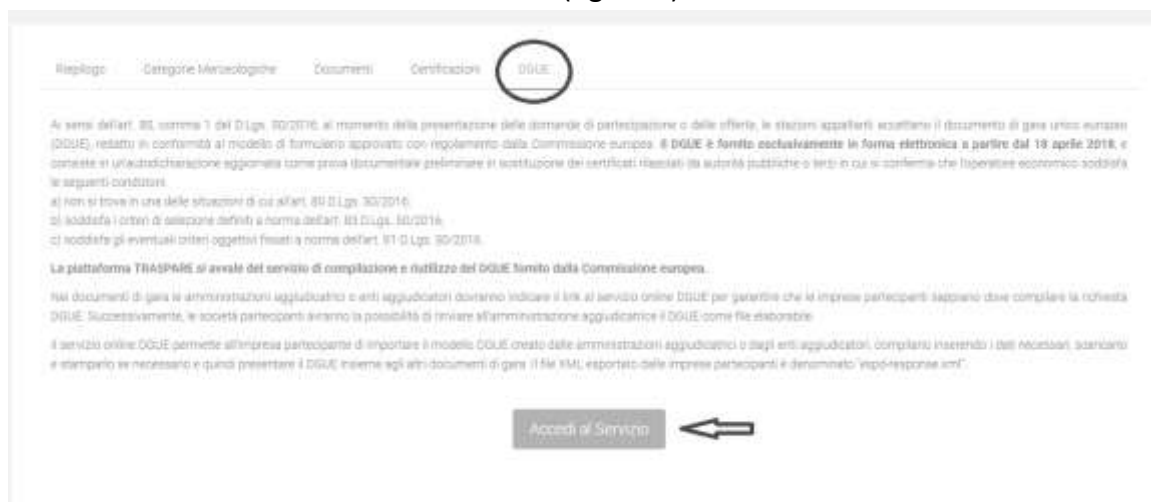 Riepilogo Categorie Merceologiche Documenti Certificazioni DGUE
Ai sensi dell'art. 85, comma 1 del D.Lgs. 50/2016, al momento della presentazione delle domande di partecipazione o delle offerte, le stazioni appaltanti accettano il documento di gara unico europeo
(DGUE), redatto in conformità al modello di formulario approvato con regolamento dalla Commissione europea. Il DGUE è fornito esclusivamente in forma elettronica a partire dal 18 aprile 2018, e
consiste in un'autodichiarazione aggiornata come prova documentale preliminare in sostituzione dei certificati rilasciati da autorità pubbliche o terzi in cui si conferma che l'operatore economico soddisfa
le seguenti condizioni:
a) non si trova in una delle situazioni di cui all'art. 80 D.Lgs. 50/2016;
b) soddisfa i criteri di selezione definiti a norma dell'art. 83 D.Lgs. 50/2016;
c) soddisfa gli eventuali criteri oggettivi fissati a norma dell'art. 91 D.Lgs. 50/2016.
La piattaforma TRASPARE si avvale del servizio di compilazione e riutilizzo del DGUE fornito dalla Commissione europea.
Nei documenti di gara le amministrazioni aggiudicatrici o enti aggiudicatori dovranno indicare il link al servizio online DGUE per garantire che le imprese partecipanti sappiano dove compilare la richiesta
DGUE. Successivamente, le società partecipanti avranno la possibilità di rinviare all'amministrazione aggiudicatrice il DGUE come file elaborabile.
Il servizio online DGUE permette all'impresa partecipante di importare il modello DGUE creato dalle amministrazioni aggiudicatrici o dagli enti aggiudicatori, compilarlo inserendo i dati necessari, scaricarlo
e stamparlo se necessario e quindi presentare il DGUE insieme agli altri documenti di gara. Il file XML esportato dalle imprese partecipanti è denominato "espd-response.xml".
Accedi al Servizio